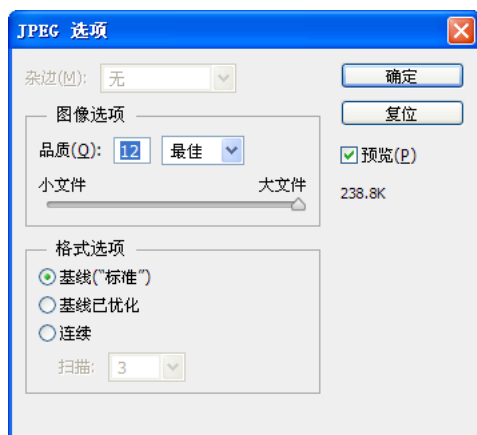 JPEG 选项
杂边(M): 无
确定
图像选项
复位
品质(Q): 12 最佳
预览(P)
小文件 大文件
238.8K
格式选项
基线("标准")
基线已优化
连续
扫描: 3